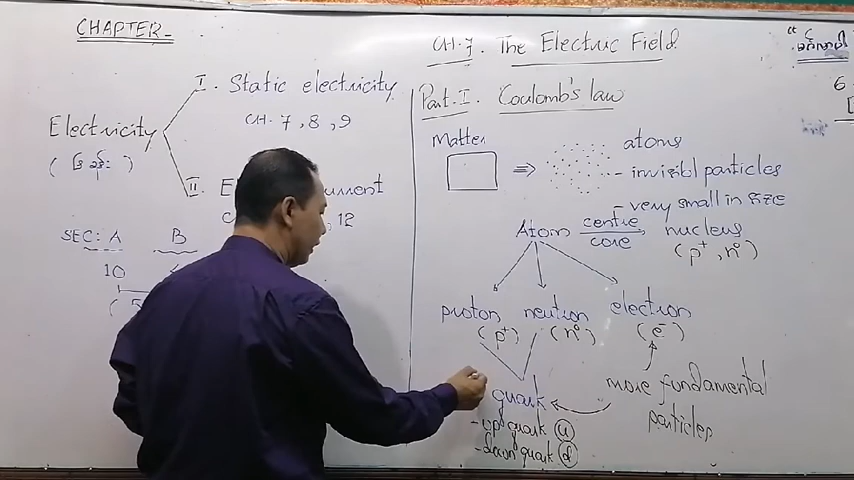 CHAPTER
Electricity
I. Static electricity
CH. 7, 8, 9
II. E
urrent
12
SEC: A B
10
CH. 7. The Electric Field
Part. I. Coulomb's law
Matter
⇒
atoms
- invisibl particles
- very small in size
Atom centre core nucleus
(p⁺, n⁰)
proton neutron electron
(p⁺) (n⁰) (e⁻)
quark
more fundamental
particles
- up quark (u)
- down quark (d)
6